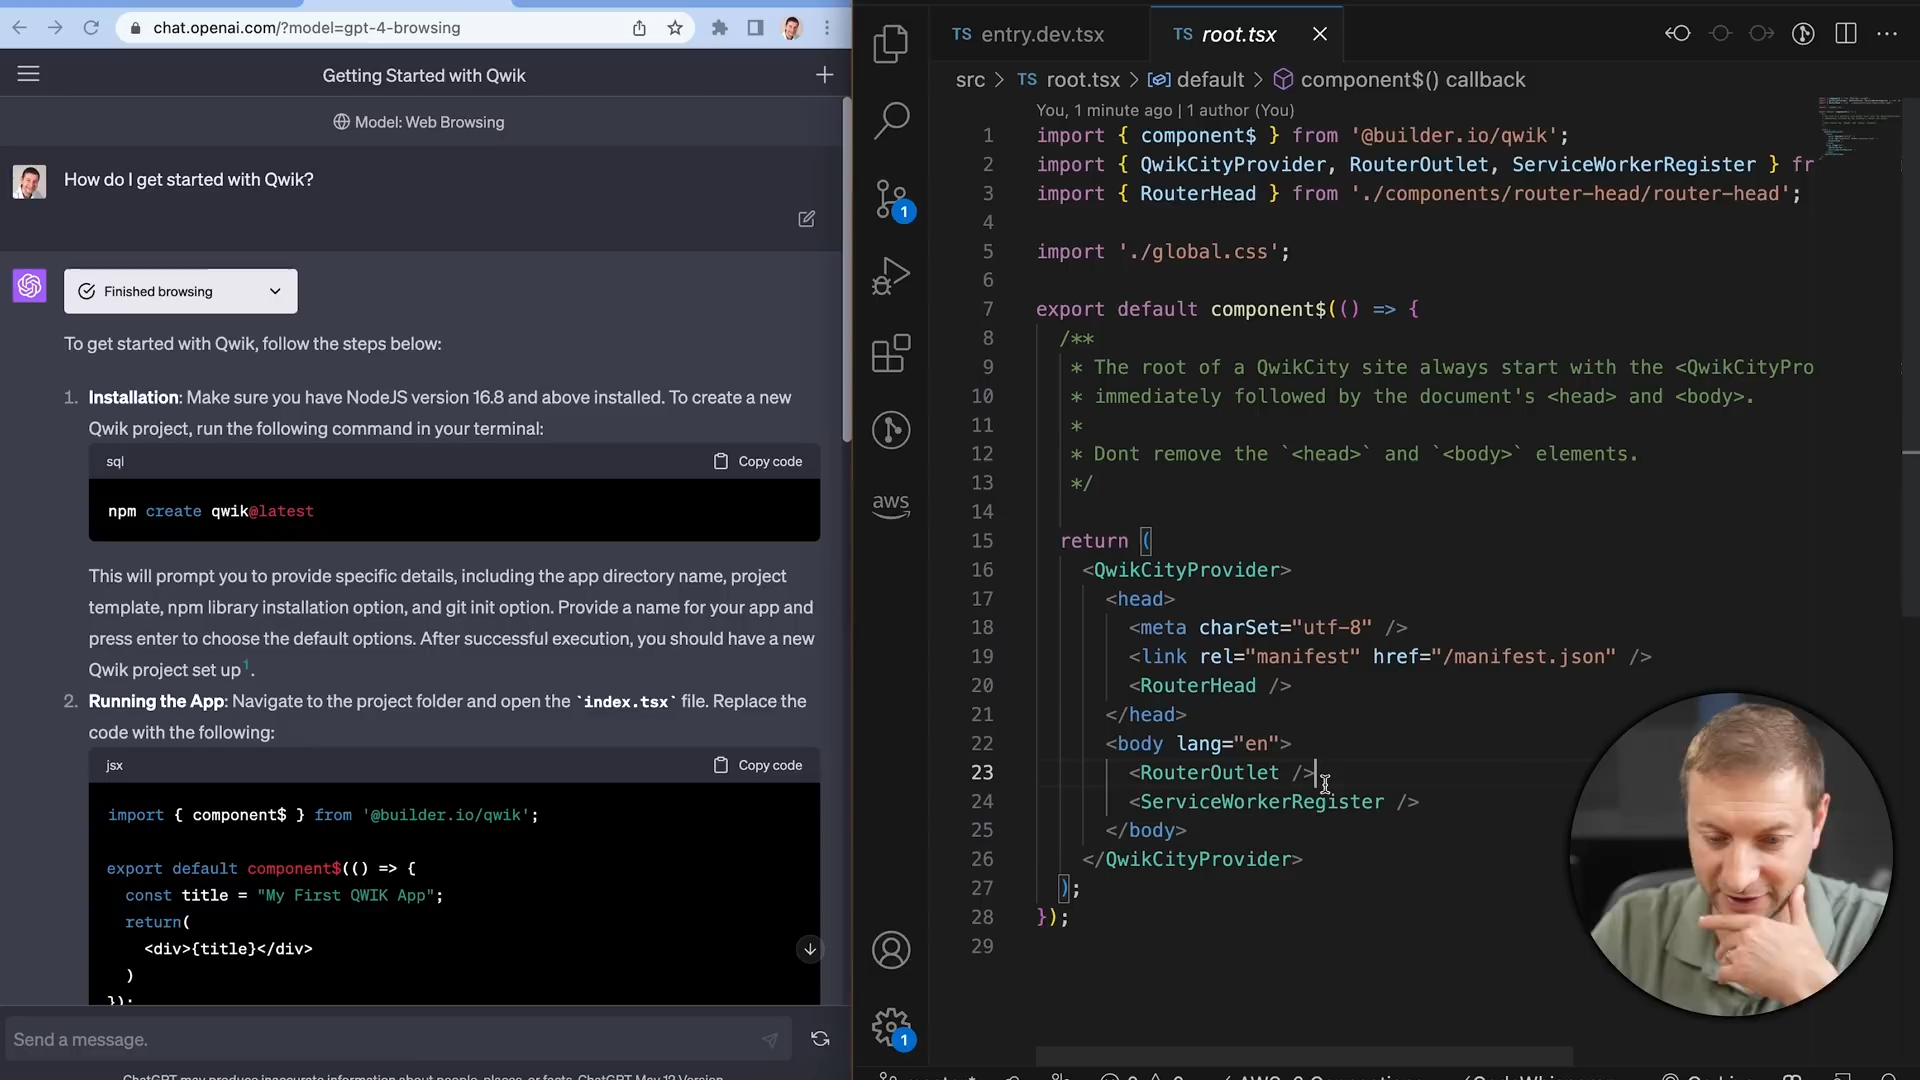 chat.openai.com/?model=gpt-4-browsing
Getting Started with Qwik
Model: Web Browsing
How do I get started with Qwik?
Finished browsing
To get started with Qwik, follow the steps below:
1. Installation: Make sure you have NodeJS version 16.8 and above installed. To create a new
Qwik project, run the following command in your terminal:
sql
Copy code
npm create qwik@latest
This will prompt you to provide specific details, including the app directory name, project
template, npm library installation option, and git init option. Provide a name for your app and
press enter to choose the default options. After successful execution, you should have a new
Qwik project set up¹.
2. Running the App: Navigate to the project folder and open the `index.tsx` file. Replace the
code with the following:
jsx
Copy code
import { component$ } from '@builder.io/qwik';
export default component$(() => {
const title = "My First QWIK App";
return(
<div>{title}</div>
)
});
Send a message.
ChatGPT may produce inaccurate information about people, places, or facts. ChatGPT May 12 Version
TS entry.dev.tsx
TS root.tsx
src > TS root.tsx > default > component$() callback
You, 1 minute ago | 1 author (You)
1 import { component$ } from '@builder.io/qwik';
2 import { QwikCityProvider, RouterOutlet, ServiceWorkerRegister } fr
3 import { RouterHead } from './components/router-head/router-head';
4
5 import './global.css';
6
7 export default component$(() => {
8 /**
9 * The root of a QwikCity site always start with the <QwikCityPro
10 * immediately followed by the document's <head> and <body>.
11 *
12 * Dont remove the `<head>` and `<body>` elements.
13 */
14
15 return (
16 <QwikCityProvider>
17 <head>
18 <meta charSet="utf-8" />
19 <link rel="manifest" href="/manifest.json" />
20 <RouterHead />
21 </head>
22 <body lang="en">
23 <RouterOutlet />
24 <ServiceWorkerRegister />
25 </body>
26 </QwikCityProvider>
27 );
28 });
29
1
aws
1